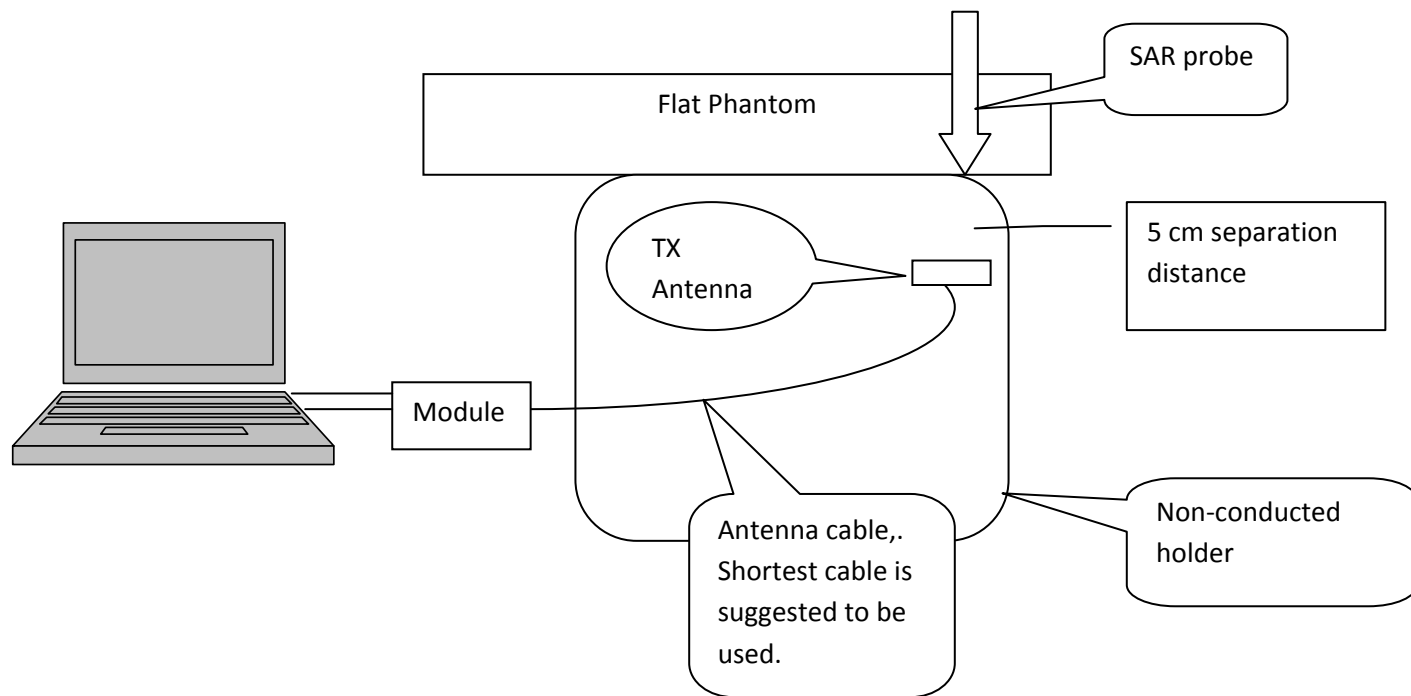 SAR probe
Flat Phantom
TX
Antenna
5 cm separation
distance
Module
Antenna cable,.
Shortest cable is
suggested to be
used.
Non-conducted
holder